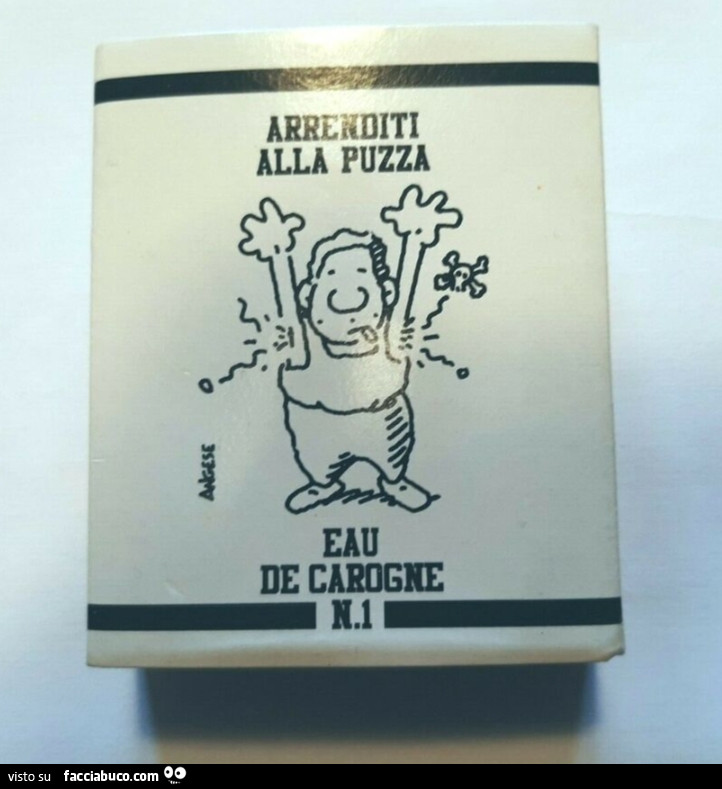 ARRENDITI
ALLA PUZZA
ANGESE
EAU
DE CAROGNE
N.1
visto su facciabuco.com